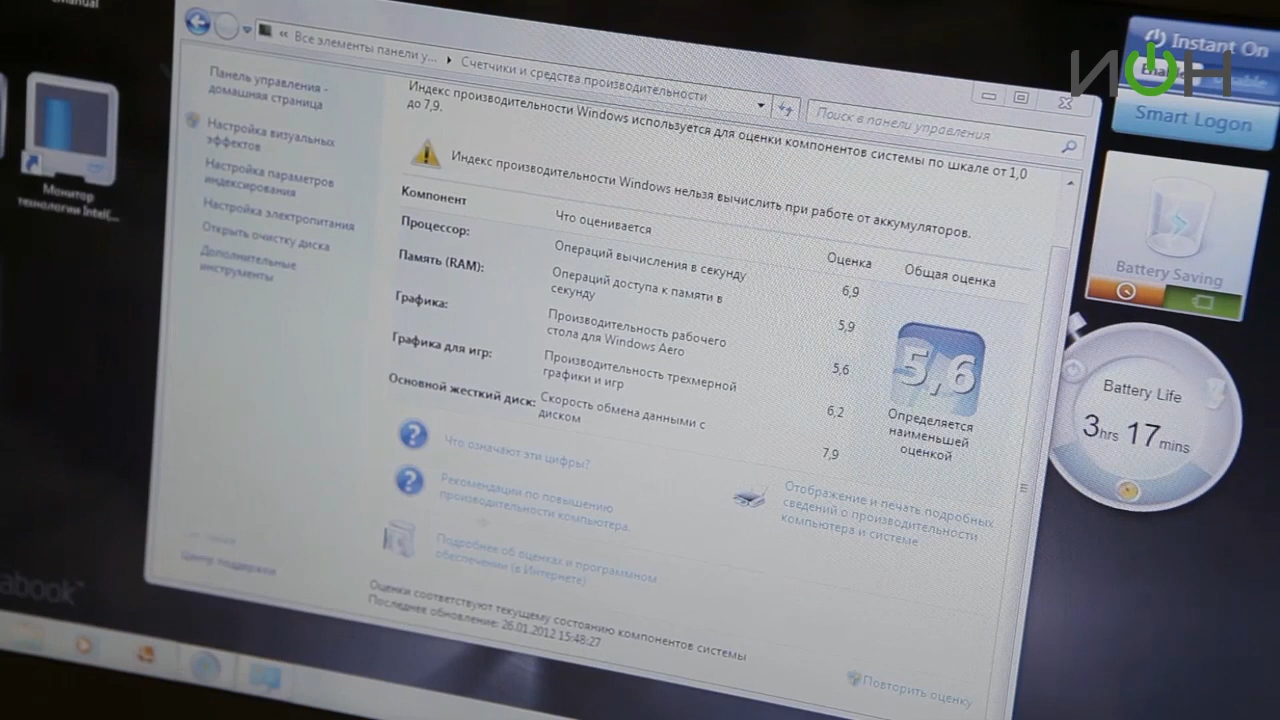 Manual
Монитор
технологии Intel(...
abook
Все элементы панели у...
Счетчики и средства производительности
Поиск в панели управления
Панель управления -
домашняя страница
Настройка визуальных
эффектов
Настройка параметров
индексирования
Настройка электропитания
Открыть очистку диска
Дополнительные
инструменты
Центр поддержки
Индекс производительности Windows используется для оценки компонентов системы по шкале от 1,0
до 7,9.
Индекс производительности Windows нельзя вычислить при работе от аккумуляторов.
Компонент Что оценивается Оценка Общая оценка
Процессор: Операций вычисления в секунду 6,9
Память (RAM): Операций доступа к памяти в
секунду 5,9
Графика: Производительность рабочего
стола для Windows Aero 5,6
Графика для игр: Производительность трехмерной
графики и игр 6,2
Основной жесткий диск: Скорость обмена данными с
диском 7,9
5,6
Определяется
наименьшей
оценкой
Что означают эти цифры?
Рекомендации по повышению
производительности компьютера.
Подробнее об оценках и программном
обеспечении (в Интернете)
Отображение и печать подробных
сведений о производительности
компьютера и системе
Оценки соответствуют текущему состоянию компонентов системы
Последнее обновление: 26.01.2012 15:48:27
Повторить оценку
Instant On
ИОН
Smart Logon
Battery Saving
Battery Life
3 hrs 17 mins